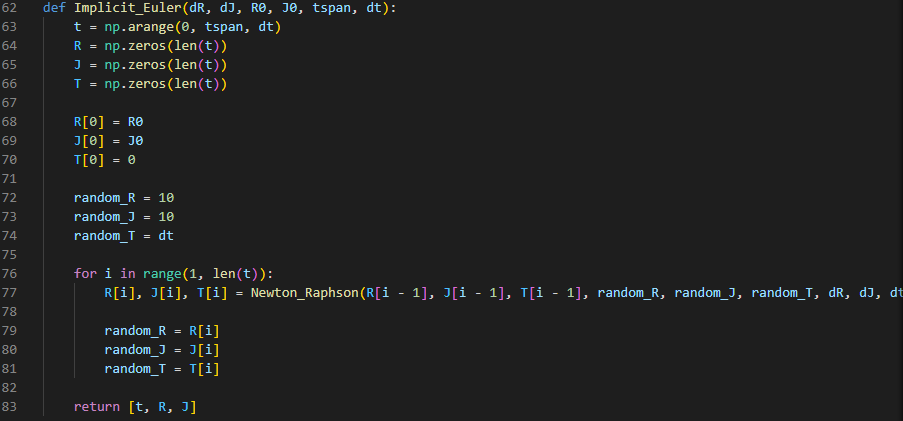 62 def Implicit_Euler(dR, dJ, R0, J0, tspan, dt):
63     t = np.arange(0, tspan, dt)
64     R = np.zeros(len(t))
65     J = np.zeros(len(t))
66     T = np.zeros(len(t))
67
68     R[0] = R0
69     J[0] = J0
70     T[0] = 0
71
72     random_R = 10
73     random_J = 10
74     random_T = dt
75
76     for i in range(1, len(t)):
77         R[i], J[i], T[i] = Newton_Raphson(R[i - 1], J[i - 1], T[i - 1], random_R, random_J, random_T, dR, dJ, dt
78
79         random_R = R[i]
80         random_J = J[i]
81         random_T = T[i]
82
83     return [t, R, J]